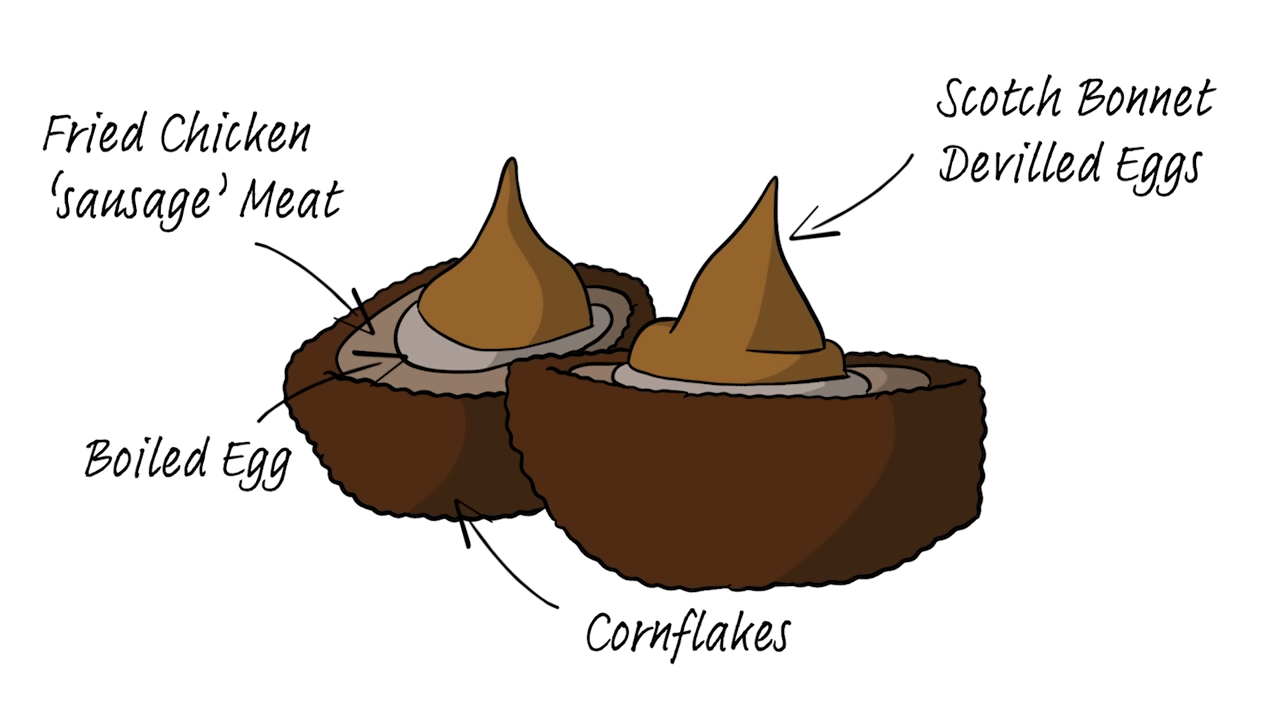 Fried Chicken
‘sausage’ Meat
Scotch Bonnet
Devilled Eggs
Boiled Egg
Cornflakes